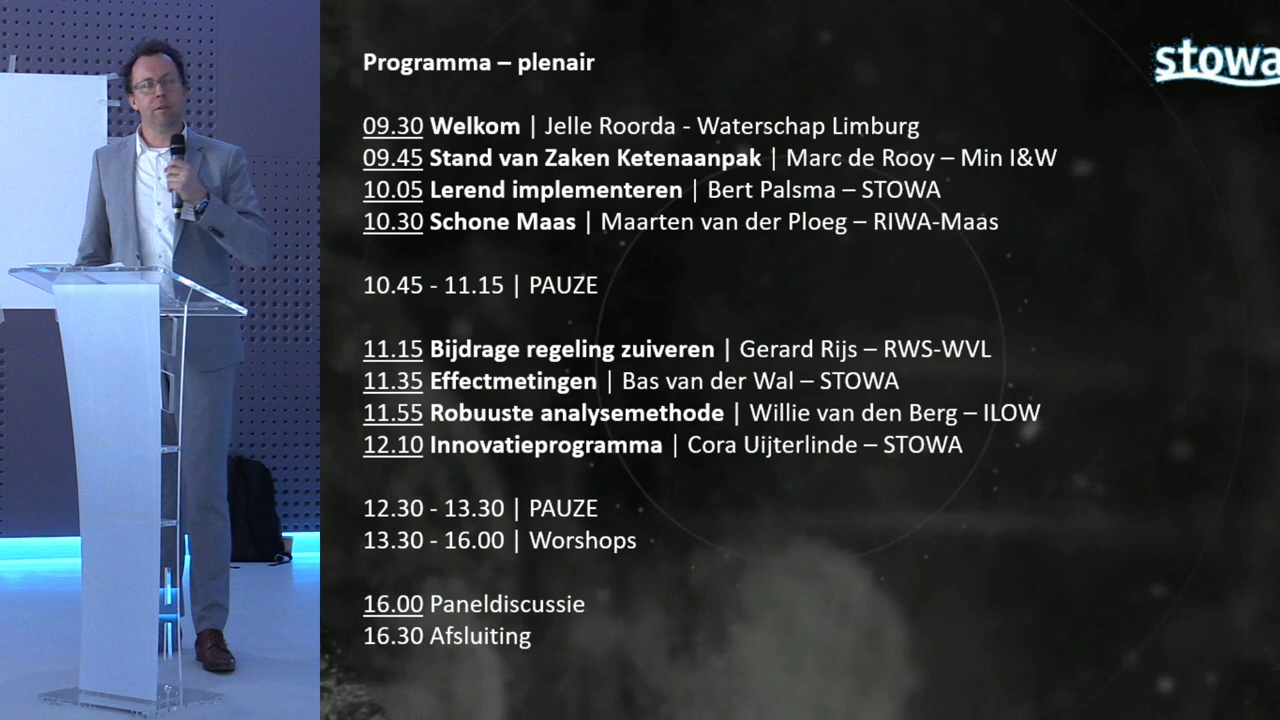 Programma – plenair
stowa
09.30 Welkom | Jelle Roorda - Waterschap Limburg
09.45 Stand van Zaken Ketenaanpak | Marc de Rooy – Min I&W
10.05 Lerend implementeren | Bert Palsma – STOWA
10.30 Schone Maas | Maarten van der Ploeg – RIWA-Maas
10.45 - 11.15 | PAUZE
11.15 Bijdrage regeling zuiveren | Gerard Rijs – RWS-WVL
11.35 Effectmetingen | Bas van der Wal – STOWA
11.55 Robuuste analysemethode | Willie van den Berg – ILOW
12.10 Innovatieprogramma | Cora Uijterlinde – STOWA
12.30 - 13.30 | PAUZE
13.30 - 16.00 | Worshops
16.00 Paneldiscussie
16.30 Afsluiting